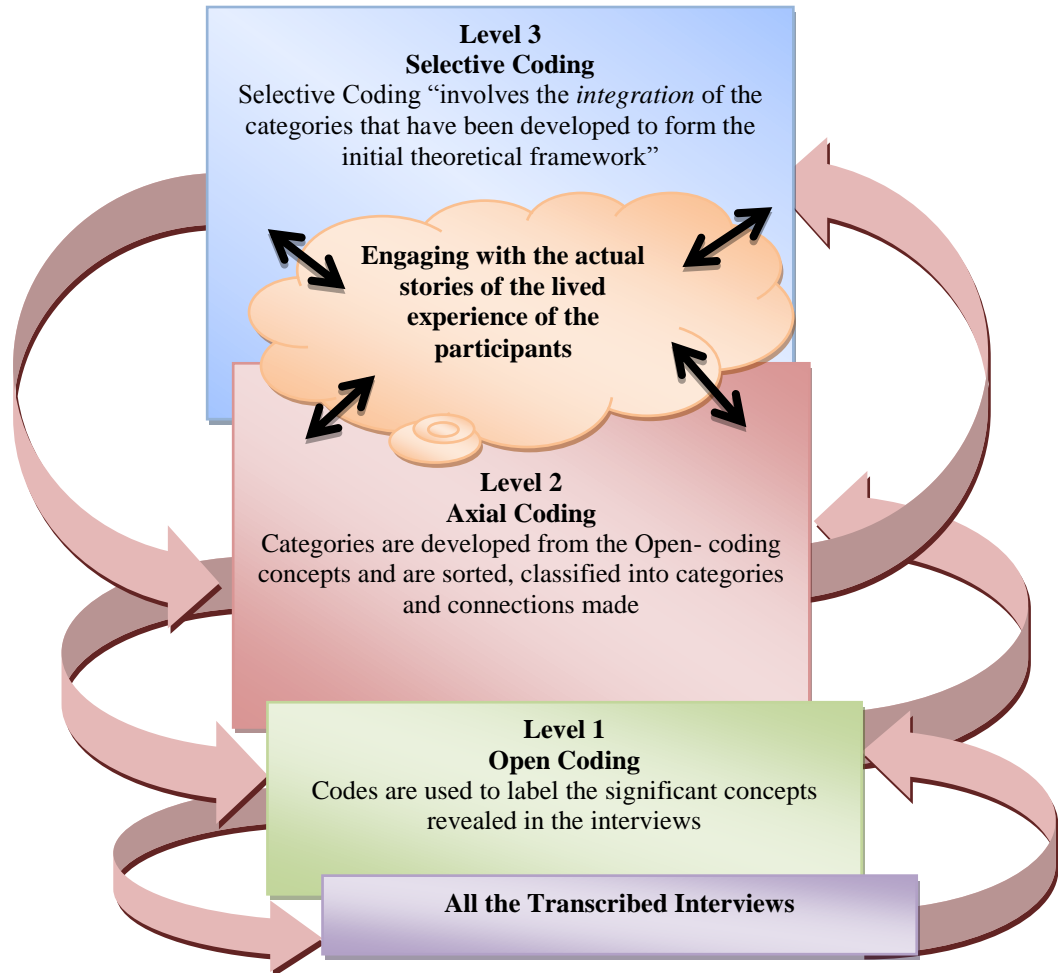 Level 3
Selective Coding
Selective Coding “involves the integration of the
categories that have been developed to form the
initial theoretical framework”
Engaging with the actual
stories of the lived
experience of the
participants
Level 2
Axial Coding
Categories are developed from the Open- coding
concepts and are sorted, classified into categories
and connections made
Level 1
Open Coding
Codes are used to label the significant concepts
revealed in the interviews
All the Transcribed Interviews